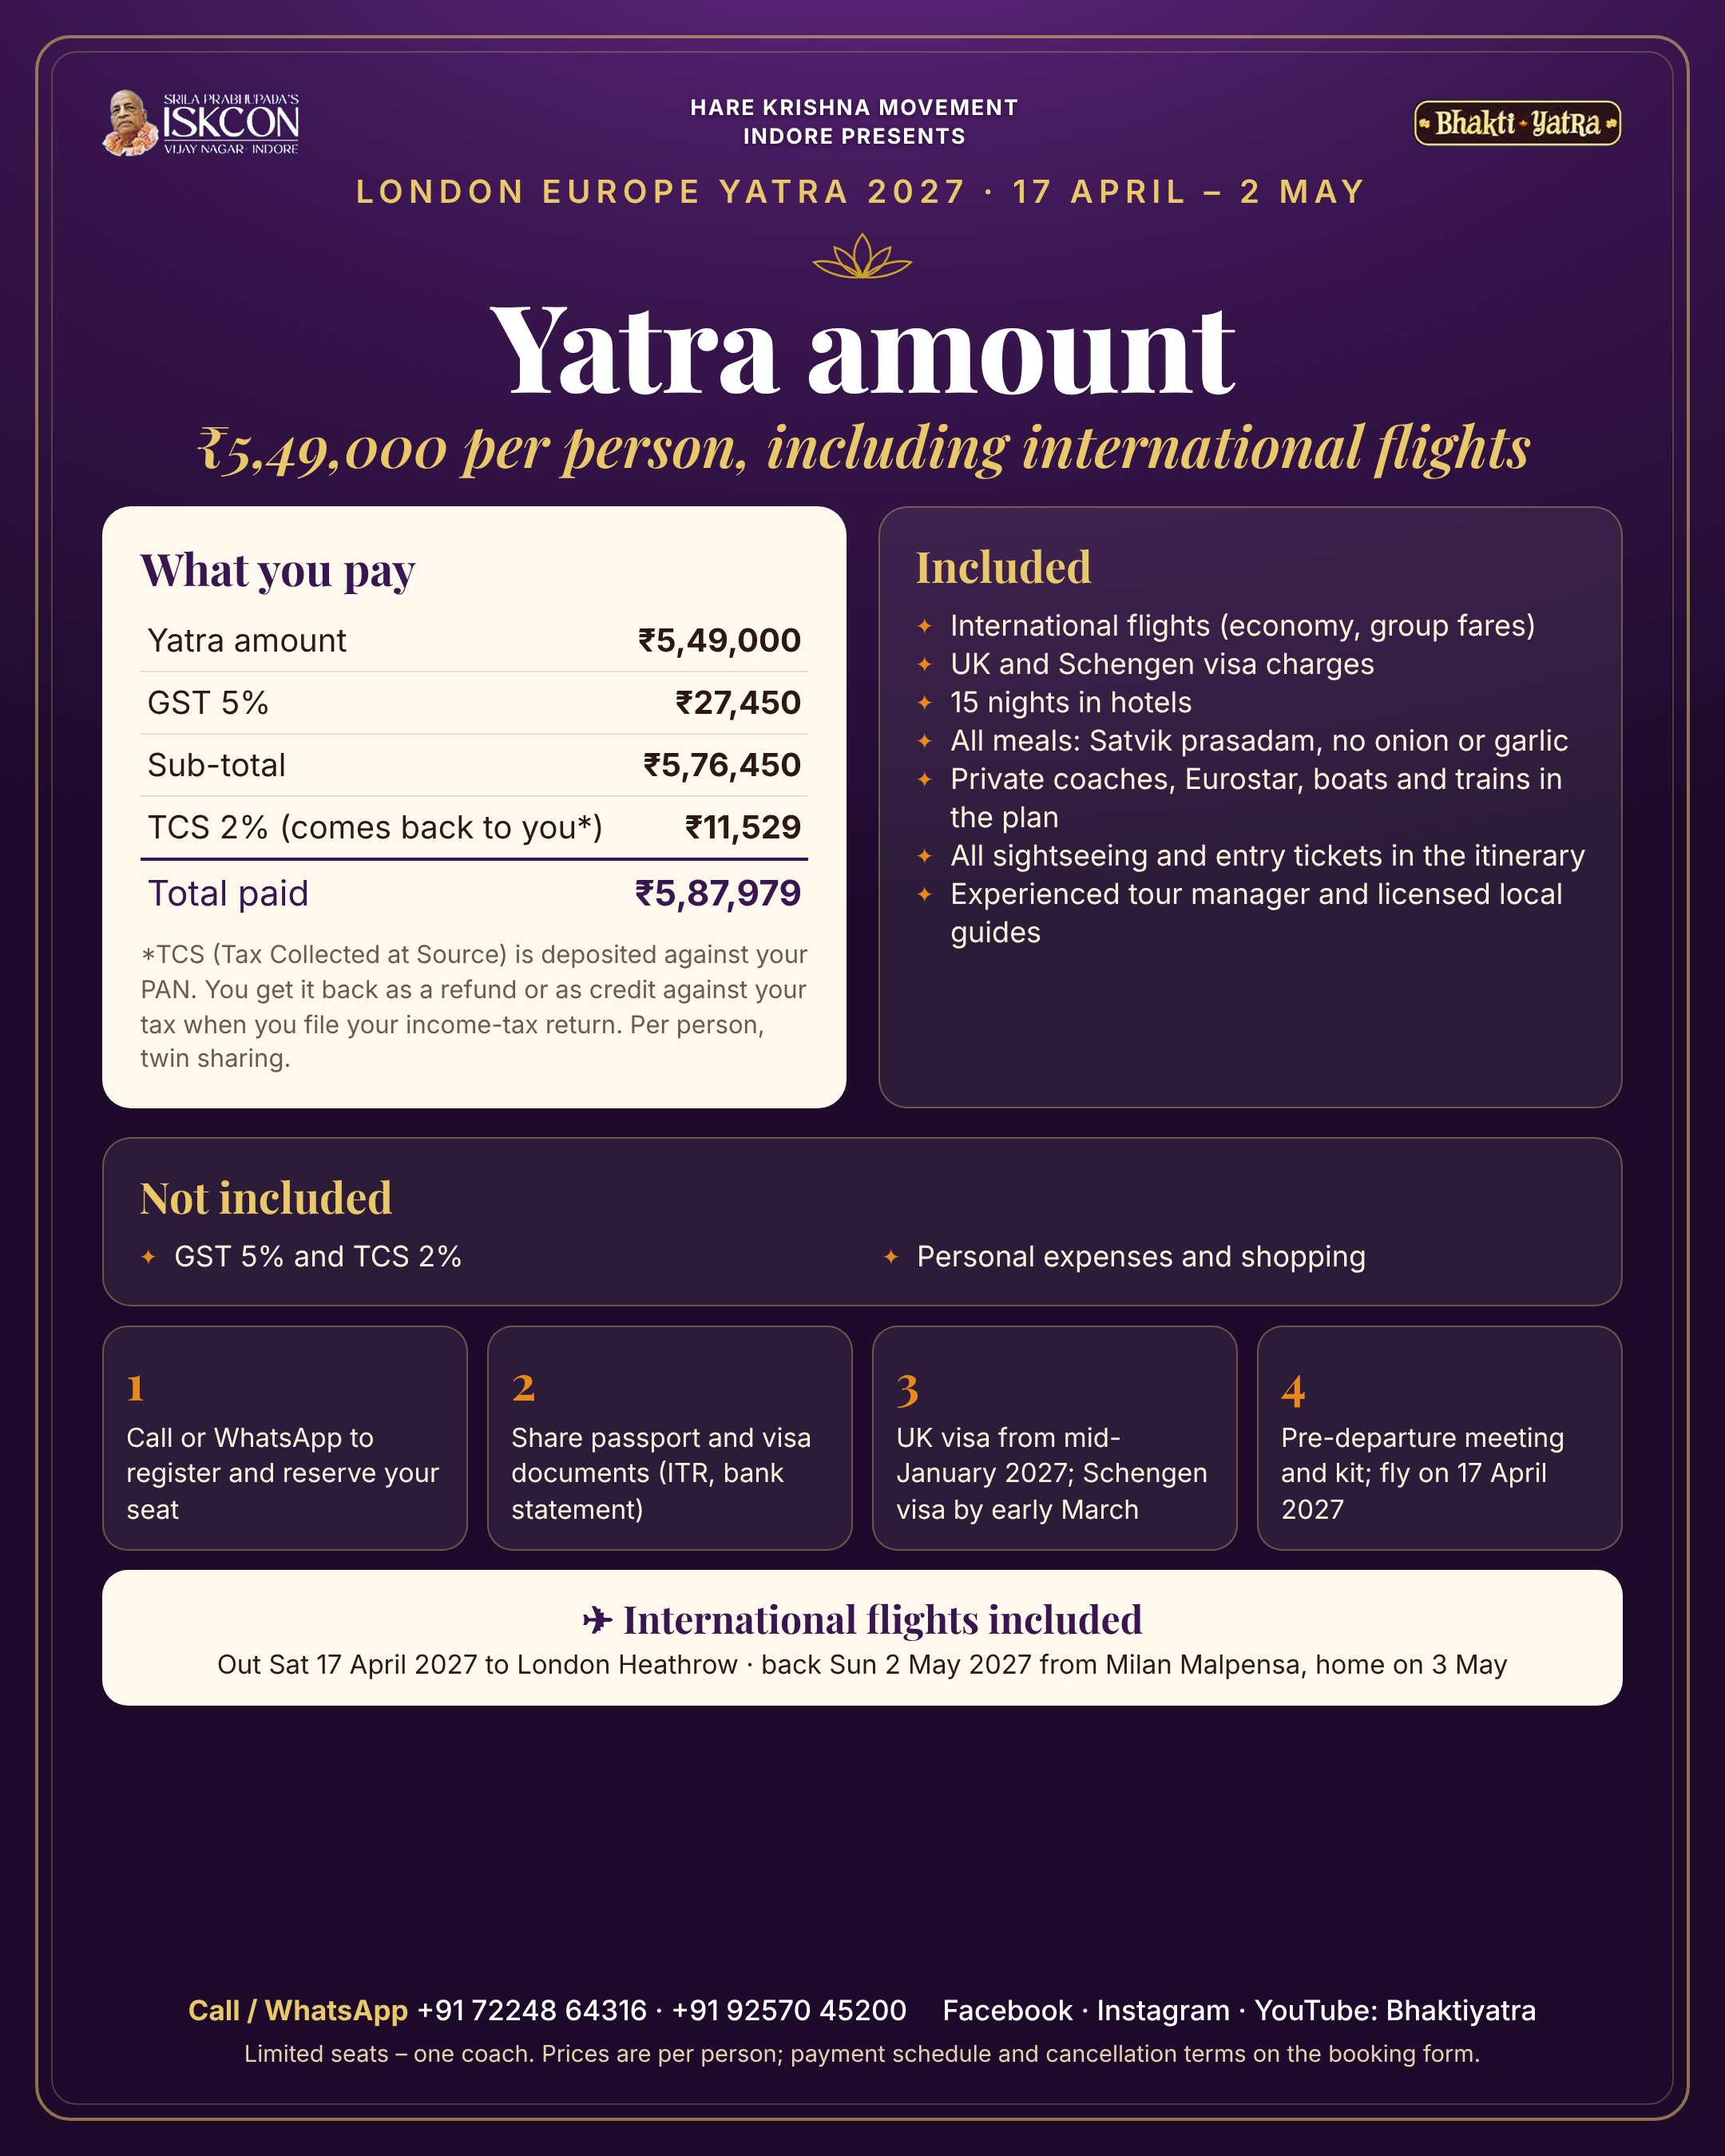 SRILA PRABHUPADA'S
ISKCON
VIJAY NAGAR· INDORE
HARE KRISHNA MOVEMENT
INDORE PRESENTS
Bhakti YatRa
LONDON EUROPE YATRA 2027 · 17 APRIL – 2 MAY
Yatra amount
₹5,49,000 per person, including international flights
What you pay
Yatra amount ₹5,49,000
GST 5% ₹27,450
Sub-total ₹5,76,450
TCS 2% (comes back to you*) ₹11,529
Total paid ₹5,87,979
*TCS (Tax Collected at Source) is deposited against your
PAN. You get it back as a refund or as credit against your
tax when you file your income-tax return. Per person,
twin sharing.
Included
✦ International flights (economy, group fares)
✦ UK and Schengen visa charges
✦ 15 nights in hotels
✦ All meals: Satvik prasadam, no onion or garlic
✦ Private coaches, Eurostar, boats and trains in
the plan
✦ All sightseeing and entry tickets in the itinerary
✦ Experienced tour manager and licensed local
guides
Not included
✦ GST 5% and TCS 2%
✦ Personal expenses and shopping
1
Call or WhatsApp to
register and reserve your
seat
2
Share passport and visa
documents (ITR, bank
statement)
3
UK visa from mid-
January 2027; Schengen
visa by early March
4
Pre-departure meeting
and kit; fly on 17 April
2027
✈ International flights included
Out Sat 17 April 2027 to London Heathrow · back Sun 2 May 2027 from Milan Malpensa, home on 3 May
Call / WhatsApp +91 72248 64316 · +91 92570 45200 Facebook · Instagram · YouTube: Bhaktiyatra
Limited seats – one coach. Prices are per person; payment schedule and cancellation terms on the booking form.